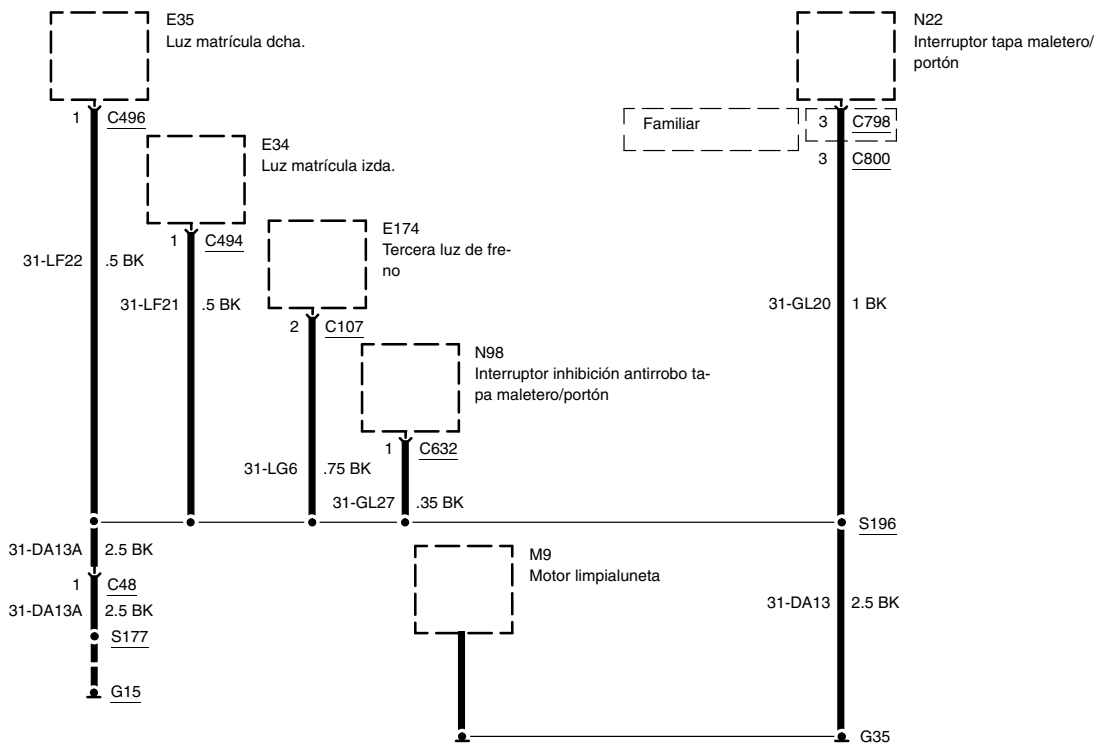 E35
Luz matrícula dcha.
N22
Interruptor tapa maletero/
portón
1 C496
Familiar
3 C798
3 C800
E34
Luz matrícula izda.
1 C494
E174
Tercera luz de fre-
no
31-LF22 .5 BK
31-LF21 .5 BK
31-GL20 1 BK
2 C107
N98
Interruptor inhibición antirrobo ta-
pa maletero/portón
1 C632
31-LG6 .75 BK
31-GL27 .35 BK
S196
31-DA13A 2.5 BK
M9
Motor limpialuneta
1 C48
31-DA13A 2.5 BK
31-DA13 2.5 BK
S177
G15
G35